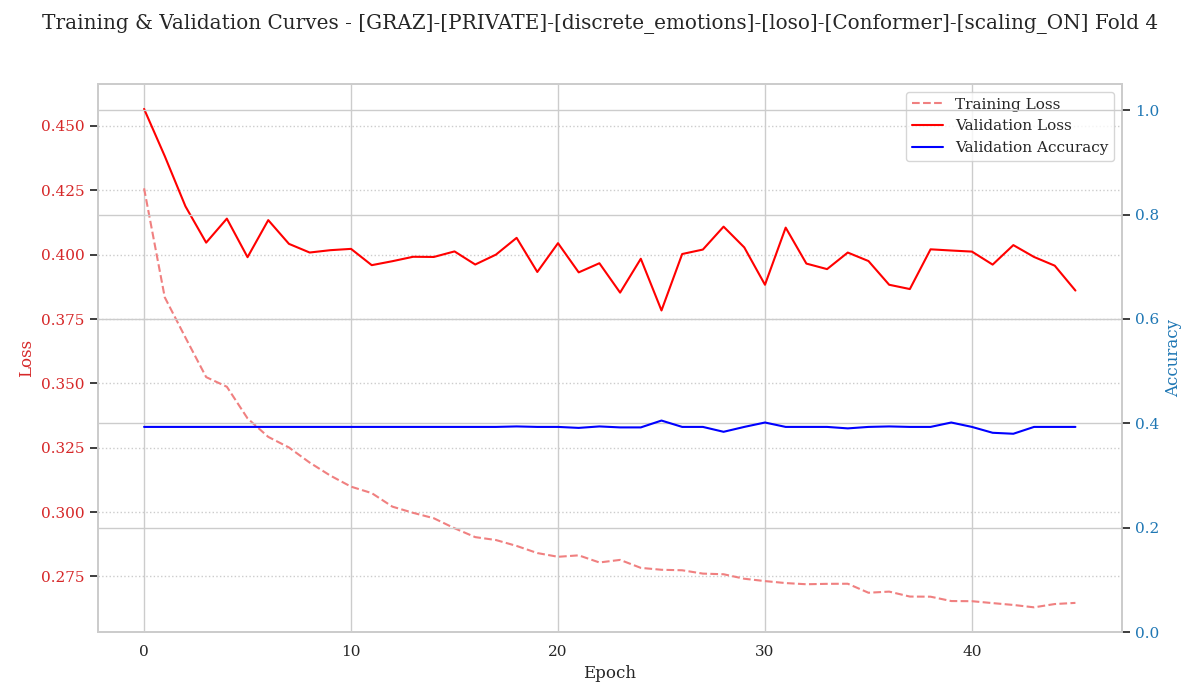 Training & Validation Curves - [GRAZ]-[PRIVATE]-[discrete_emotions]-[loso]-[Conformer]-[scaling_ON] Fold 4
Training Loss
Validation Loss
Validation Accuracy
0.450
0.425
0.400
0.375
0.350
0.325
0.300
0.275
Loss
1.0
0.8
0.6
0.4
0.2
0.0
Accuracy
0 10 20 30 40
Epoch